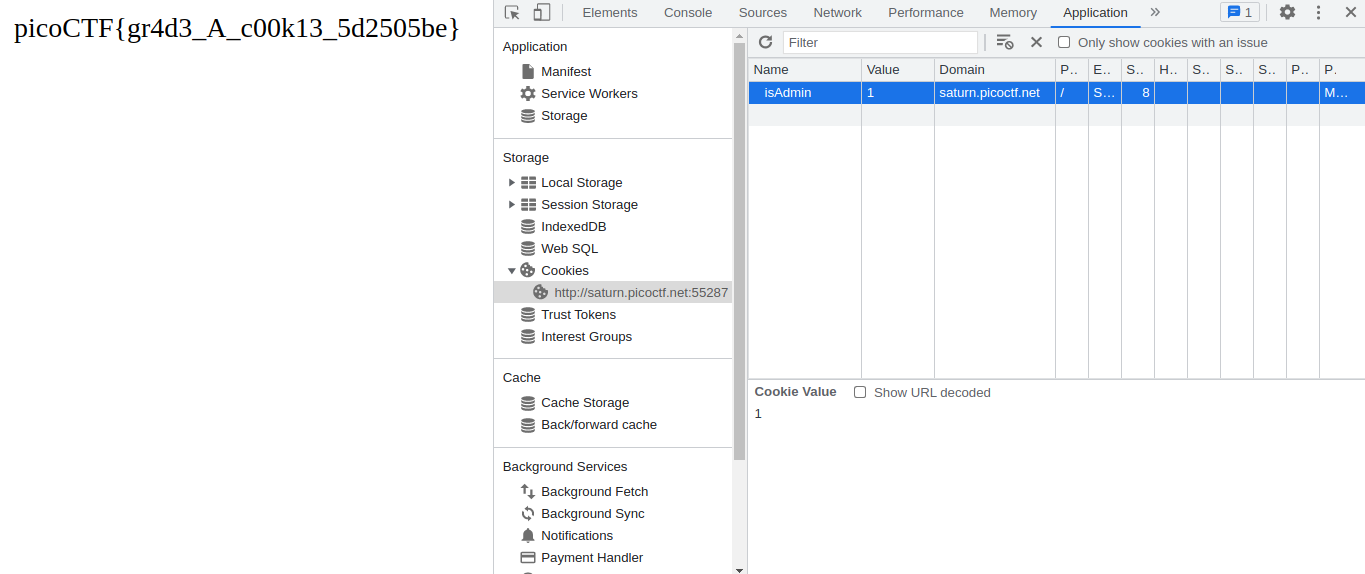 picoCTF{gr4d3_A_c00k13_5d2505be}
Elements Console Sources Network Performance Memory Application » 1
Application
Manifest
Service Workers
Storage
Storage
Local Storage
Session Storage
IndexedDB
Web SQL
Cookies
http://saturn.picoctf.net:55287
Trust Tokens
Interest Groups
Cache
Cache Storage
Back/forward cache
Background Services
Background Fetch
Background Sync
Notifications
Payment Handler
Filter Only show cookies with an issue
Name Value Domain P.. E.. S.. H.. S.. S.. S.. P.. P.
isAdmin 1 saturn.picoctf.net / S... 8 M...
Cookie Value Show URL decoded
1